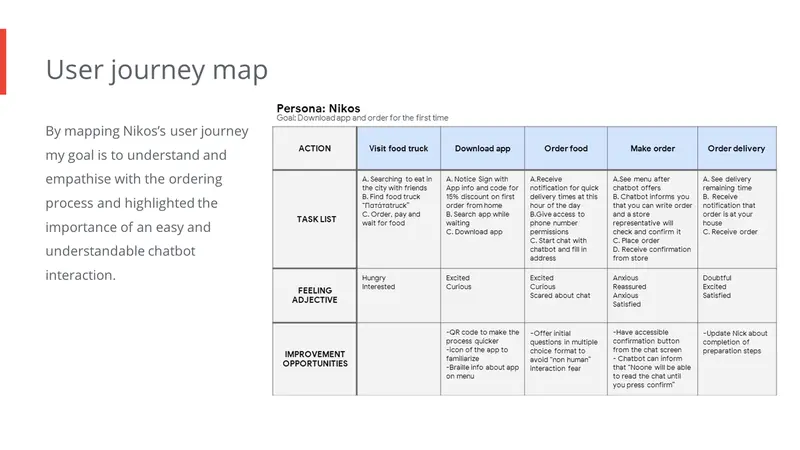 User journey map
By mapping Nikos's user journey
my goal is to understand and
empathise with the ordering
process and highlighted the
importance of an easy and
understandable chatbot
interaction.
Persona: Nikos
Goal: Download app and order for the first time
ACTION
Visit food truck
Download app
Order food
Make order
Order delivery
TASK LIST
A. Searching to eat in
the city with friends
B. Find food truck
"Πατάταtruck"
C. Order, pay and
wait for food
A. Notice Sign with
App info and code for
15% discount on first
order from home
B. Search app while
waiting
C. Download app
A.Receive
notification for quick
delivery times at this
hour of the day
B.Give access to
phone number
permissions
C. Start chat with
chatbot and fill in
address
A.See menu after
chatbot offers
B. Chatbot informs you
that you can write order
and a store
representative will
check and confirm it
C. Place order
D. Receive confirmation
from store
A. See delivery
remaining time
B. Receive
notification that
order is at your
house
C. Receive order
FEELING
ADJECTIVE
Hungry
Interested
Excited
Curious
Excited
Curious
Scared about chat
Anxious
Reassured
Anxious
Satisfied
Doubtful
Excited
Satisfied
IMPROVEMENT
OPPORTUNITIES
-QR code to make the
process quicker
-icon of the app to
familiarize
-Braille info about app
on menu
-Offer initial
questions in multiple
choice format to
avoid "non human"
interaction fear
-Have accessible
confirmation button
from the chat screen
- Chatbot can inform
that "Noone will be able
to read the chat until
you press confirm"
-Update Nick about
completion of
preparation steps